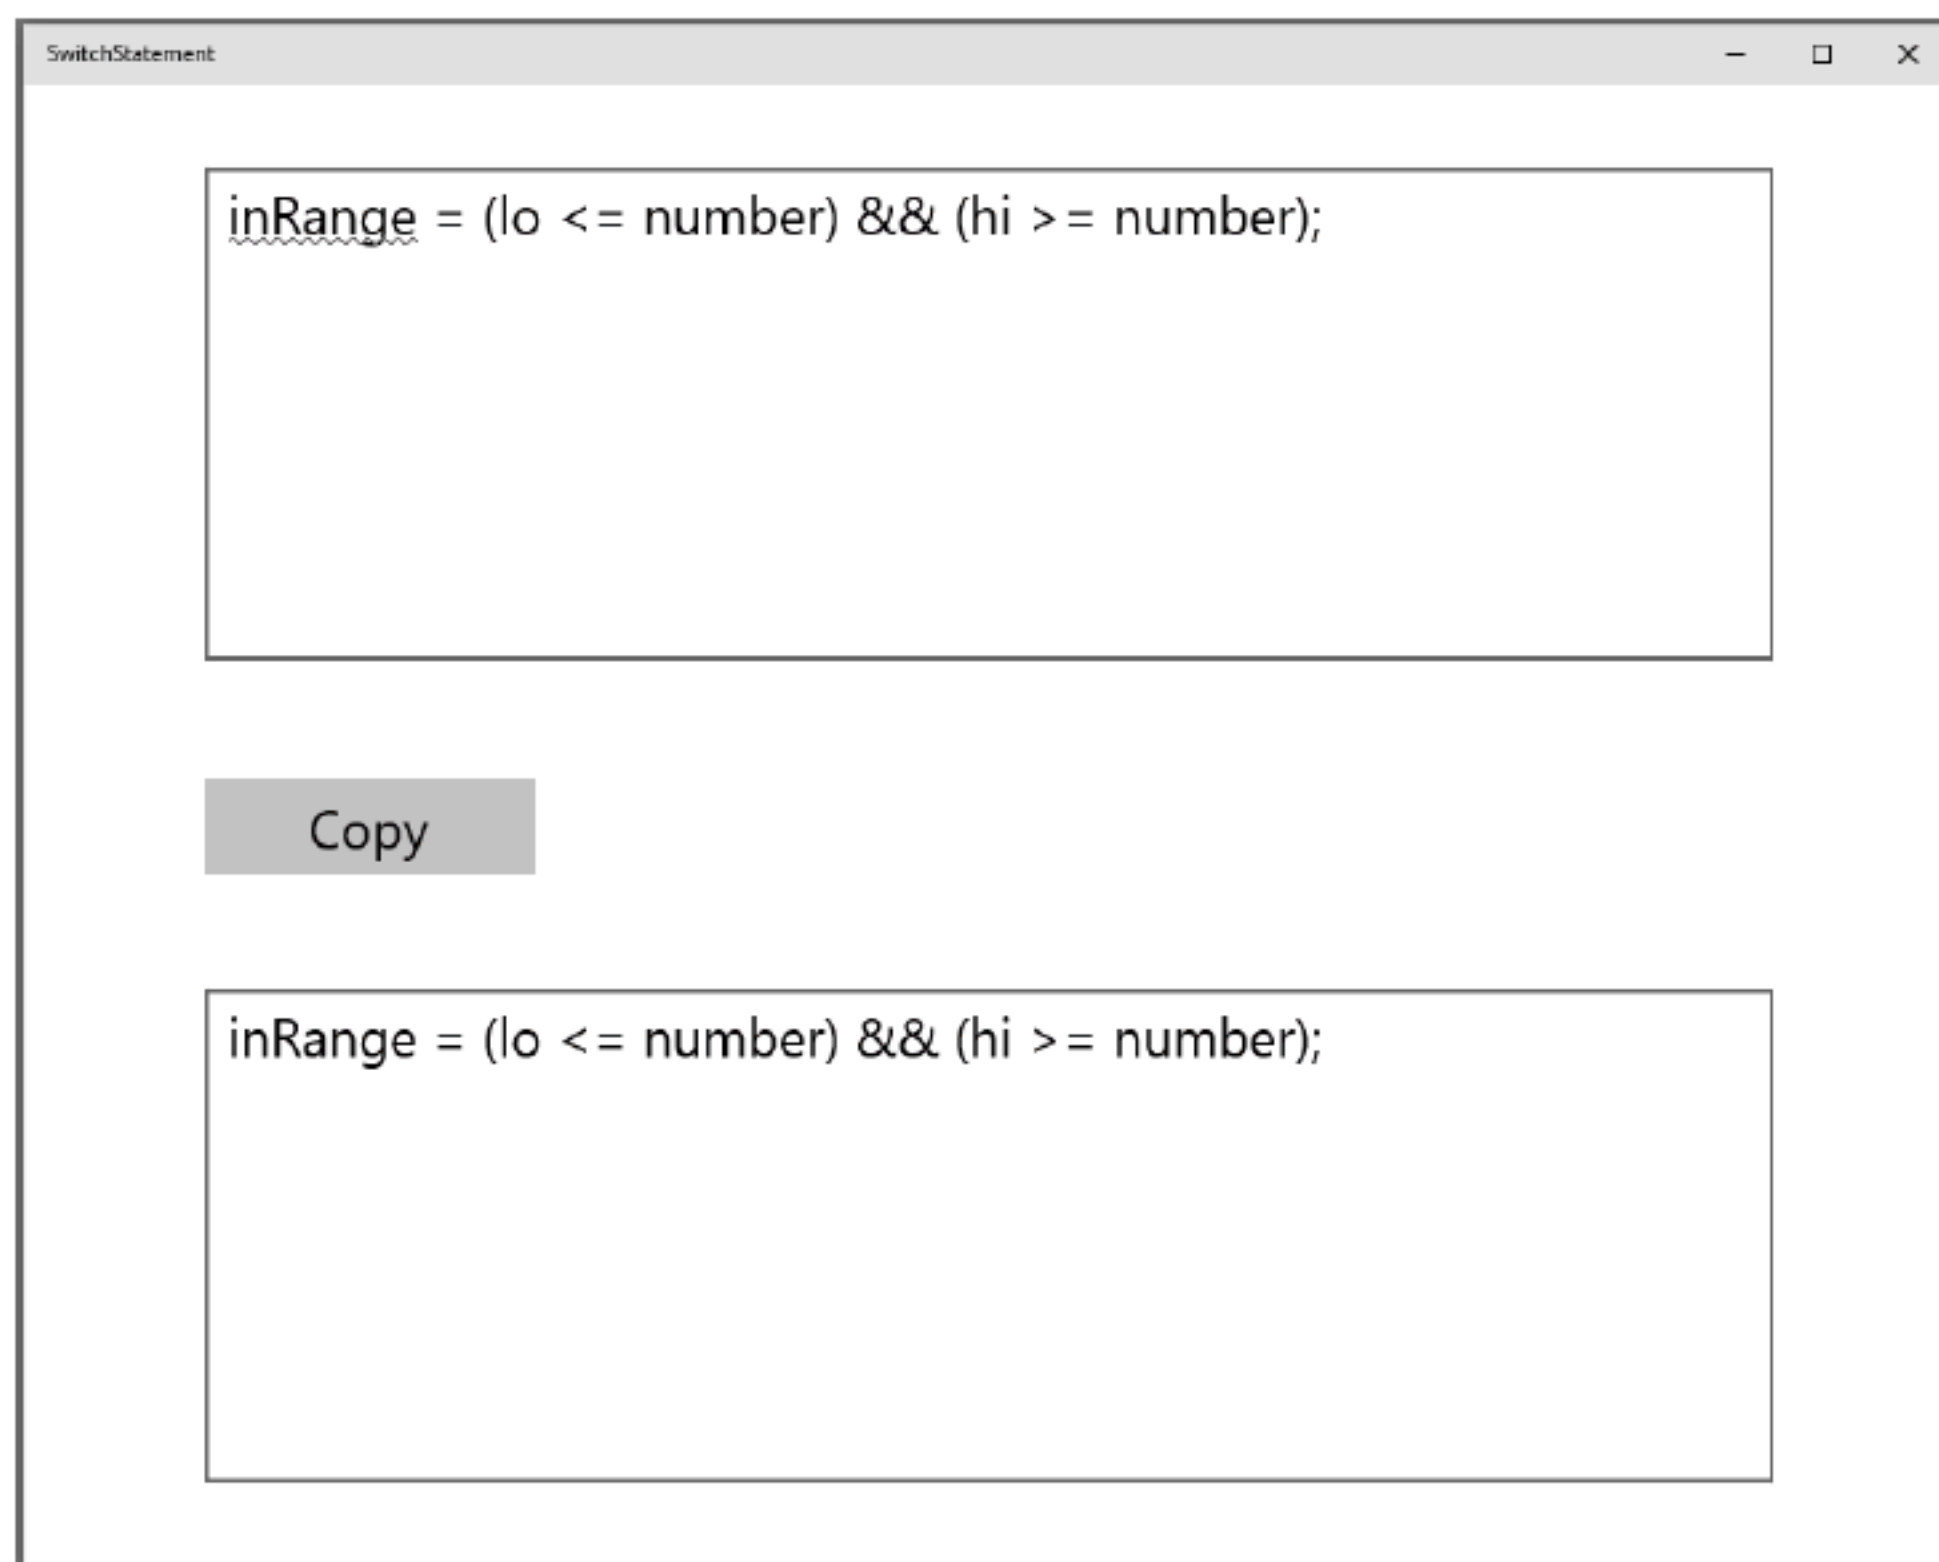 SwitchStatement
inRange = (lo <= number) && (hi >= number);
Copy
inRange = (lo <= number) && (hi >= number);